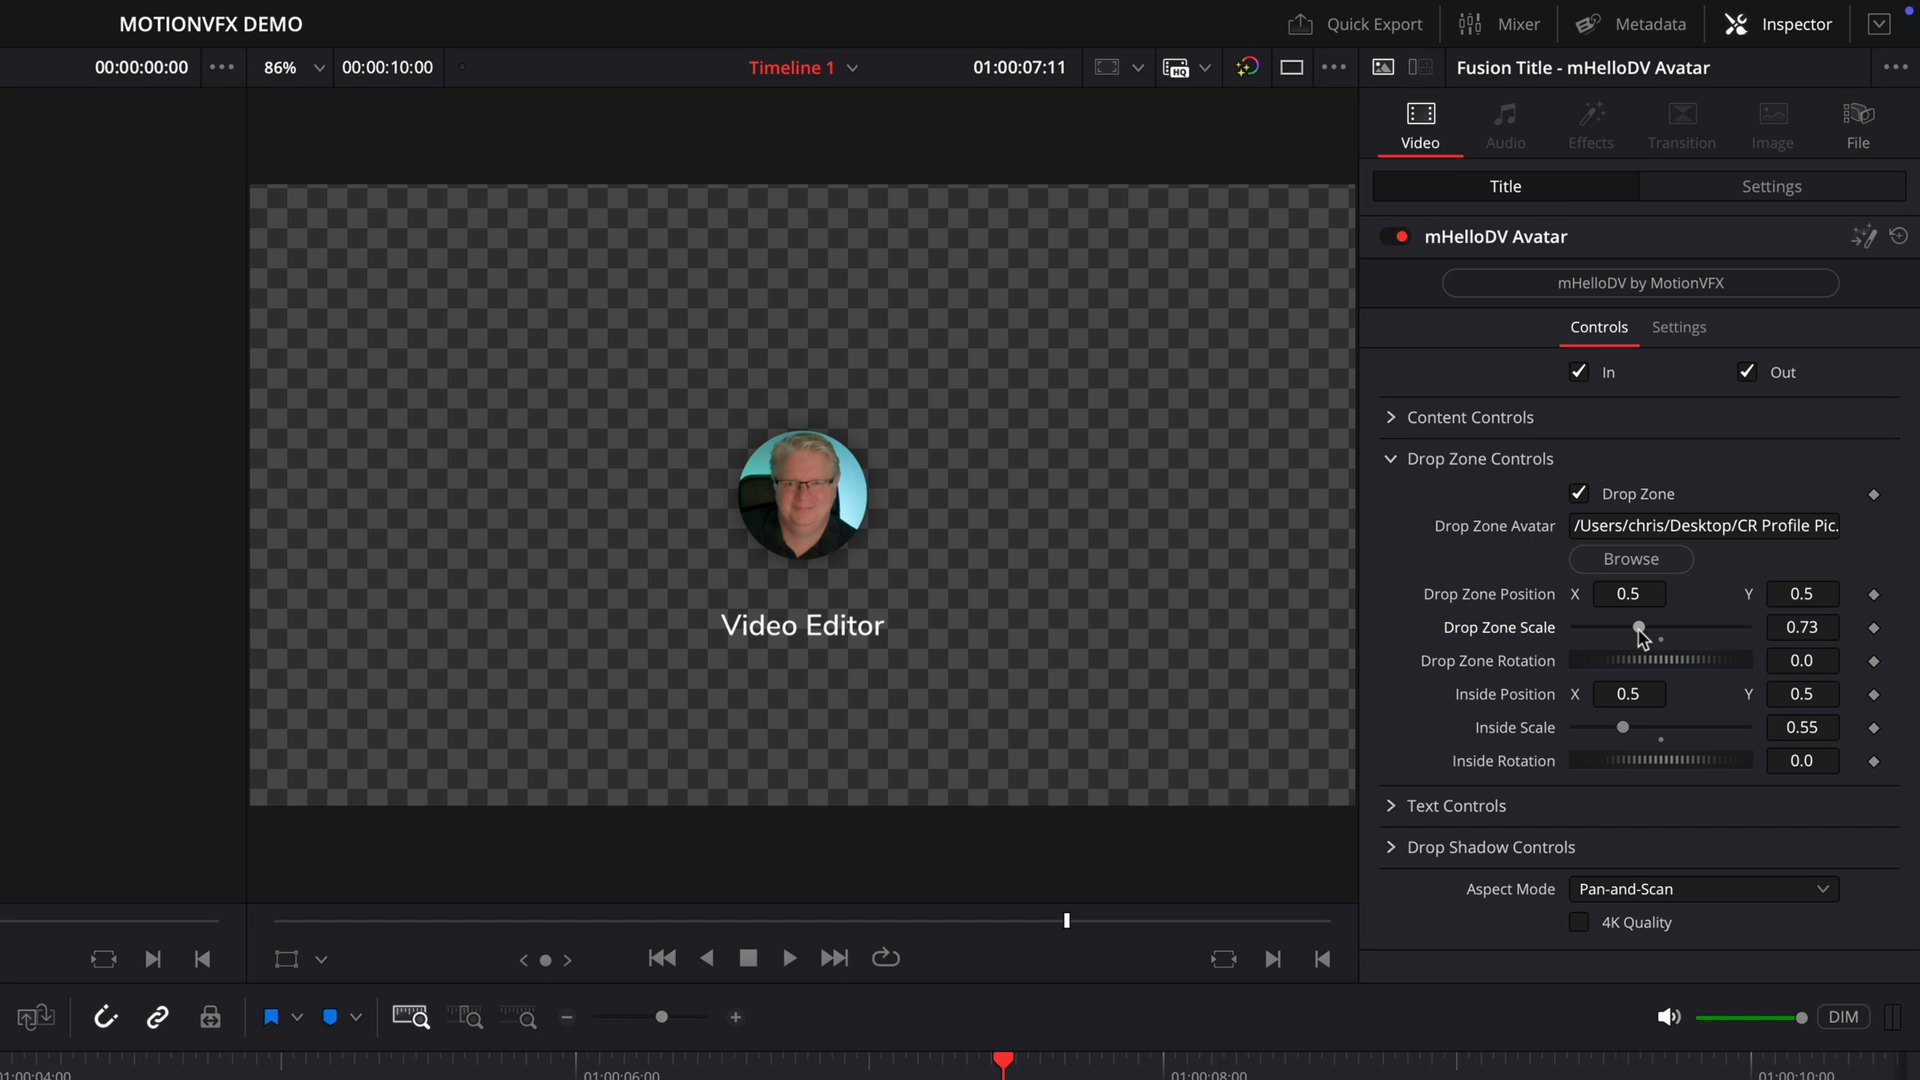 MOTIONVFX DEMO
Quick Export
Mixer
Metadata
Inspector
00:00:00:00
86%
00:00:10:00
Timeline 1
01:00:07:11
HQ
Fusion Title - mHelloDV Avatar
Video
Audio
Effects
Transition
Image
File
Title
Settings
mHelloDV Avatar
mHelloDV by MotionVFX
Controls
Settings
In
Out
Content Controls
Drop Zone Controls
Drop Zone
Drop Zone Avatar /Users/chris/Desktop/CR Profile Pic.
Browse
Drop Zone Position X 0.5 Y 0.5
Drop Zone Scale 0.73
Drop Zone Rotation 0.0
Inside Position X 0.5 Y 0.5
Inside Scale 0.55
Inside Rotation 0.0
Text Controls
Drop Shadow Controls
Aspect Mode Pan-and-Scan
4K Quality
Video Editor
DIM
01:00:04:00
01:00:06:00
01:00:08:00
01:00:10:00